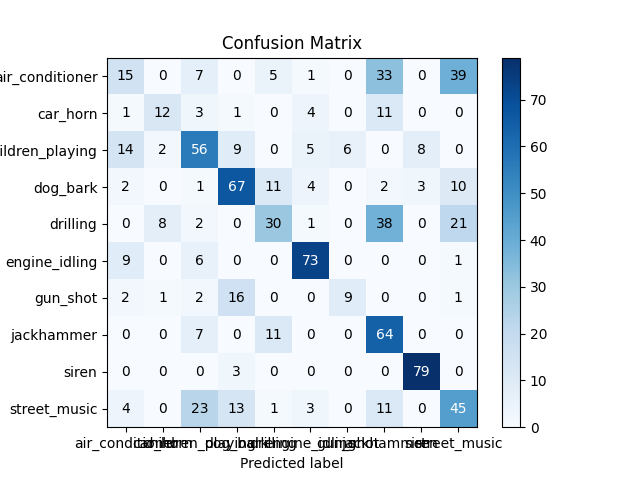 Confusion Matrix
air_conditioner 15 0 7 0 5 1 0 33 0 39
car_horn 1 12 3 1 0 4 0 11 0 0
ildren_playing 14 2 56 9 0 5 6 0 8 0
dog_bark 2 0 1 67 11 4 0 2 3 10
drilling 0 8 2 0 30 1 0 38 0 21
engine_idling 9 0 6 0 0 73 0 0 0 1
gun_shot 2 1 2 16 0 0 9 0 0 1
jackhammer 0 0 7 0 11 0 0 64 0 0
siren 0 0 0 3 0 0 0 0 79 0
street_music 4 0 23 13 1 3 0 11 0 45
street_music
Predicted label
70
60
50
40
30
20
10
0